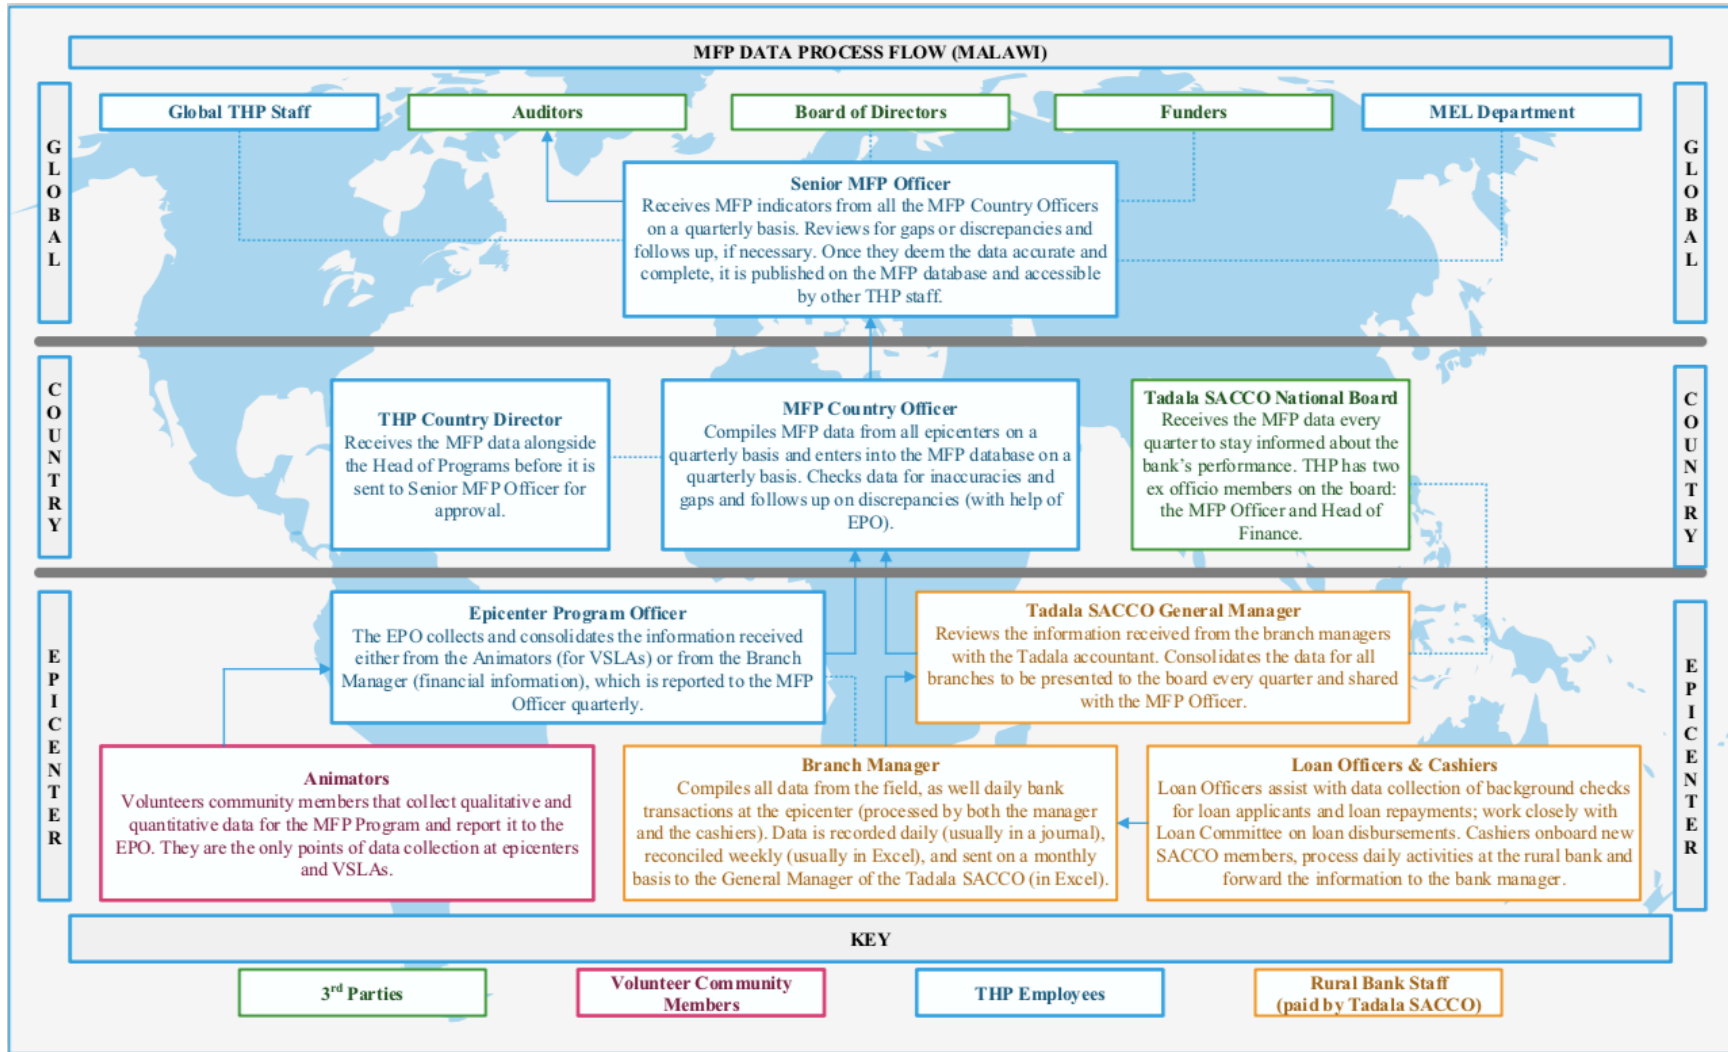 MFP DATA PROCESS FLOW (MALAWI)
GLOBAL
GLOBAL
Global THP Staff
Auditors
Board of Directors
Funders
MEL Department
Senior MFP Officer
Receives MFP indicators from all the MFP Country Officers
on a quarterly basis. Reviews for gaps or discrepancies and
follows up, if necessary. Once they deem the data accurate and
complete, it is published on the MFP database and accessible
by other THP staff.
COUNTRY
COUNTRY
THP Country Director
Receives the MFP data alongside
the Head of Programs before it is
sent to Senior MFP Officer for
approval.
MFP Country Officer
Compiles MFP data from all epicenters on a
quarterly basis and enters into the MFP database on a
quarterly basis. Checks data for inaccuracies and
gaps and follows up on discrepancies (with help of
EPO).
Tadala SACCO National Board
Receives the MFP data every
quarter to stay informed about the
bank's performance. THP has two
ex officio members on the board:
the MFP Officer and Head of
Finance.
EPICENTER
EPICENTER
Epicenter Program Officer
The EPO collects and consolidates the information received
either from the Animators (for VSLAs) or from the Branch
Manager (financial information), which is reported to the MFP
Officer quarterly.
Tadala SACCO General Manager
Reviews the information received from the branch managers
with the Tadala accountant. Consolidates the data for all
branches to be presented to the board every quarter and shared
with the MFP Officer.
Animators
Volunteers community members that collect qualitative and
quantitative data for the MFP Program and report it to the
EPO. They are the only points of data collection at epicenters
and VSLAs.
Branch Manager
Compiles all data from the field, as well daily bank
transactions at the epicenter (processed by both the manager
and the cashiers). Data is recorded daily (usually in a journal),
reconciled weekly (usually in Excel), and sent on a monthly
basis to the General Manager of the Tadala SACCO (in Excel).
Loan Officers & Cashiers
Loan Officers assist with data collection of background checks
for loan applicants and loan repayments; work closely with
Loan Committee on loan disbursements. Cashiers onboard new
SACCO members, process daily activities at the rural bank and
forward the information to the bank manager.
KEY
3rd Parties
Volunteer Community
Members
THP Employees
Rural Bank Staff
(paid by Tadala SACCO)